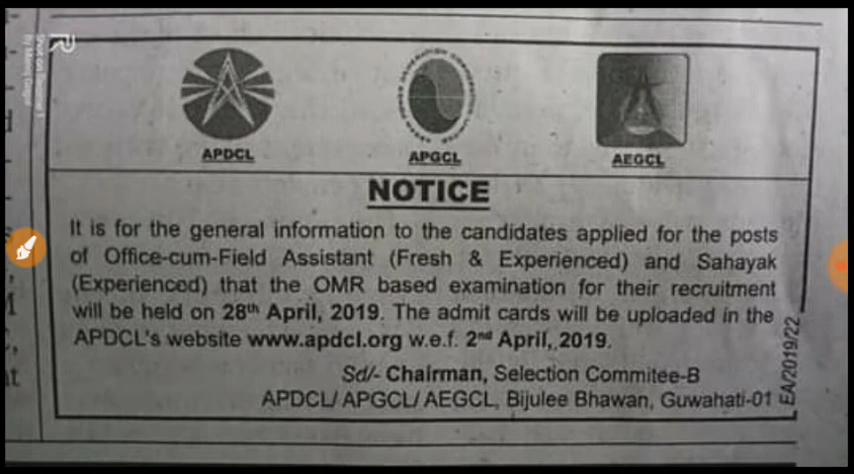 APDCL
APGCL
AEGCL
NOTICE
It is for the general information to the candidates applied for the posts
of Office-cum-Field Assistant (Fresh & Experienced) and Sahayak
(Experienced) that the OMR based examination for their recruitment
will be held on 28th April, 2019. The admit cards will be uploaded in the
APDCL's website www.apdcl.org w.e.f. 2nd April, 2019.
Sd/- Chairman, Selection Commitee-B
APDCL/ APGCL/ AEGCL, Bijulee Bhawan, Guwahati-01
EA/2019/22